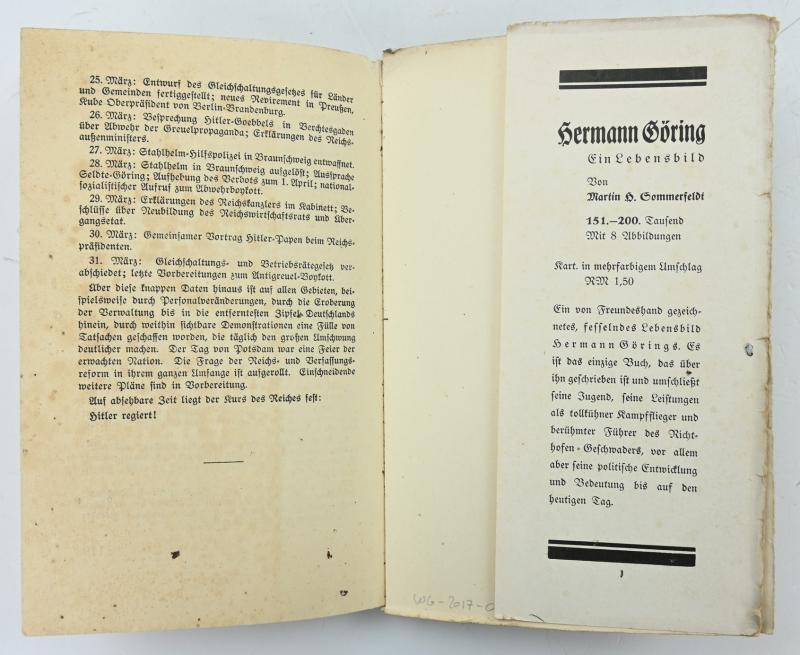 25. März: Entwurf des Gleichschaltungsgesetzes für Länder
und Gemeinden fertiggestellt; neues Revirement in Preußen,
Kube Oberpräsident von Berlin-Brandenburg.
26. März: Besprechung Hitler-Goebbels in Berchtesgaden
über Abwehr der Greuelpropaganda; Erklärungen des Reichs-
außenministers.
27. März: Stahlhelm-Hilfspolizei in Braunschweig entwaffnet.
28. März: Stahlhelm in Braunschweig aufgelöst; Aussprache
Seldte-Göring; Aufhebung des Verbots zum 1. April; national-
sozialistischer Aufruf zum Abwehrboykott.
29. März: Erklärungen des Reichskanzlers im Kabinett; Be-
schlüsse über Neubildung des Reichswirtschaftsrats und Über-
gangsetat.
30. März: Gemeinsamer Vortrag Hitler-Papen beim Reichs-
präsidenten.
31. März: Gleichschaltungs- und Betriebsrätegesetz ver-
abschiedet; letzte Vorbereitungen zum Antigreuel-Boykott.
Über diese knappen Daten hinaus ist auf allen Gebieten, bei-
spielsweise durch Personalveränderungen, durch die Eroberung
der Verwaltung bis in die entferntesten Zipfel Deutschlands
hinein, durch weithin sichtbare Demonstrationen eine Fülle von
Tatsachen geschaffen worden, die täglich den großen Umschwung
deutlicher machen. Der Tag von Potsdam war eine Feier der
erwachten Nation. Die Frage der Reichs- und Verfassungs-
reform in ihrem ganzen Umfange ist aufgerollt. Einschneidende
weitere Pläne sind in Vorbereitung.
Auf absehbare Zeit liegt der Kurs des Reiches fest:
Hitler regiert!
Hermann Göring
Ein Lebensbild
Von
Martin H. Sommerfeldt
151.–200. Tausend
Mit 8 Abbildungen
Kart. in mehrfarbigem Umschlag
RM 1,50
Ein von Freundeshand gezeich-
netes, fesselndes Lebensbild
Hermann Görings. Es
ist das einzige Buch, das über
ihn geschrieben ist und umschließt
seine Jugend, seine Leistungen
als tollkühner Kampfflieger und
berühmter Führer des Richt-
hofen-Geschwaders, vor allem
aber seine politische Entwicklung
und Bedeutung bis auf den
heutigen Tag.